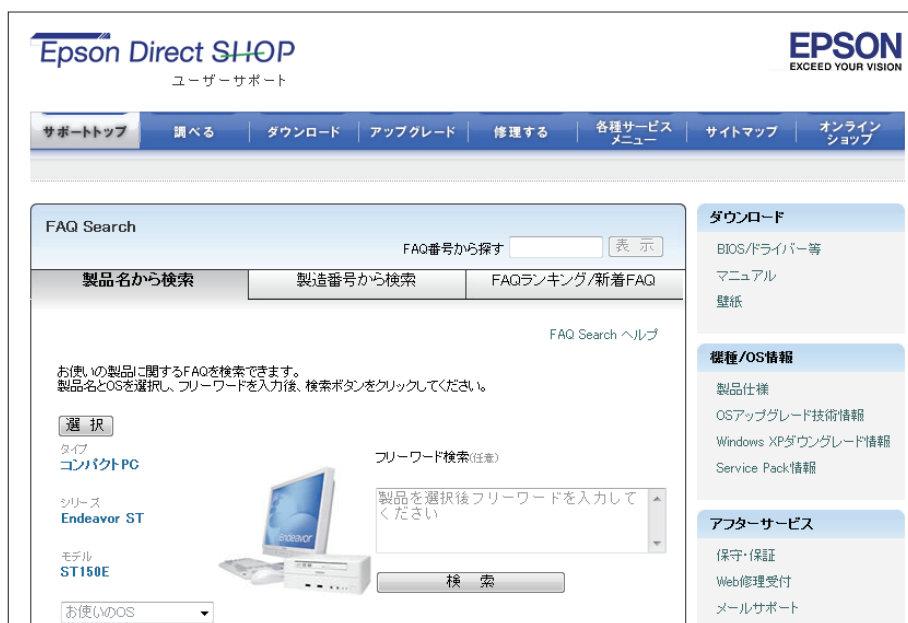 Epson Direct SHOP
ユーザーサポート
EPSON
EXCEED YOUR VISION
サポートトップ
調べる
ダウンロード
アップグレード
修理する
各種サービス
メニュー
サイトマップ
オンライン
ショップ
FAQ Search
FAQ番号から探す
表 示
製品名から検索
製造番号から検索
FAQランキング/新着FAQ
FAQ Search ヘルプ
お使いの製品に関するFAQを検索できます。
製品名とOSを選択し、フリーワードを入力後、検索ボタンをクリックしてください。
選 択
タイプ
コンパクトPC
シリーズ
Endeavor ST
モデル
ST150E
お使いのOS
Endeavor
フリーワード検索(任意)
製品を選択後フリーワードを入力して
ください
検 索
ダウンロード
BIOS/ドライバー等
マニュアル
壁紙
機種/OS情報
製品仕様
OSアップグレード技術情報
Windows XPダウングレード情報
Service Pack情報
アフターサービス
保守・保証
Web修理受付
メールサポート